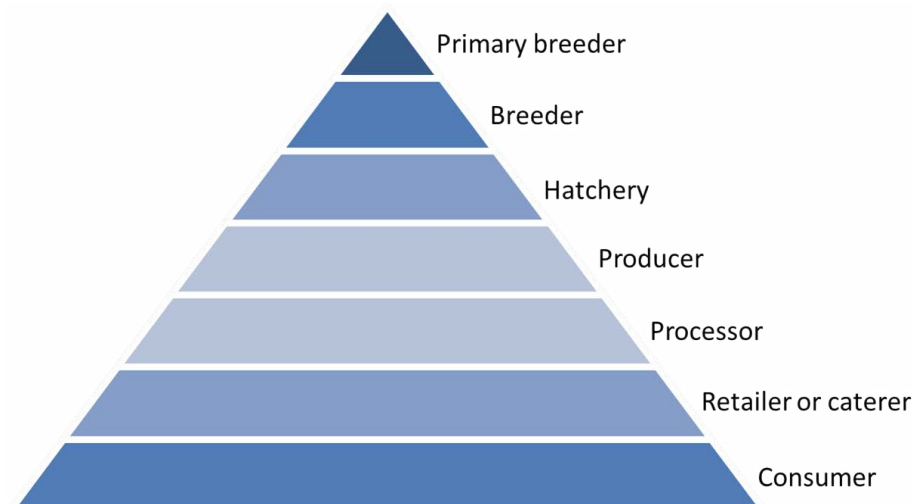 Primary breeder
Breeder
Hatchery
Producer
Processor
Retailer or caterer
Consumer